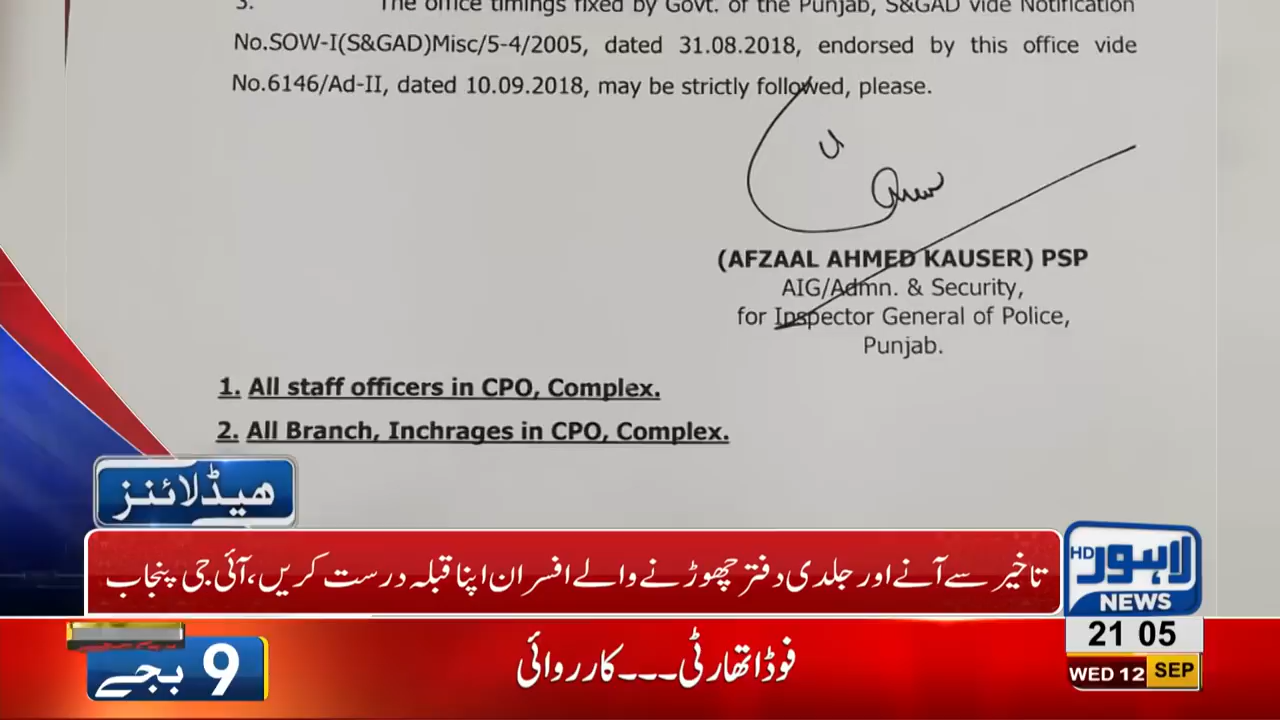 3. The office timings fixed by Govt. of the Punjab, S&GAD vide Notification
No.SOW-I(S&GAD)Misc/5-4/2005, dated 31.08.2018, endorsed by this office vide
No.6146/Ad-II, dated 10.09.2018, may be strictly followed, please.
(AFZAAL AHMED KAUSER) PSP
AIG/Admn. & Security,
for Inspector General of Police,
Punjab.
1. All staff officers in CPO, Complex.
2. All Branch, Inchrages in CPO, Complex.
ہیڈلائنز
تاخیر سے آنے اور جلدی دفتر چھوڑنے والے افسران اپنا قبلہ درست کریں، آئی جی پنجاب
لاہور HD
NEWS
21 05
WED 12 SEP
9 بجے
فوڈ اتھارٹی۔۔۔کارروائی